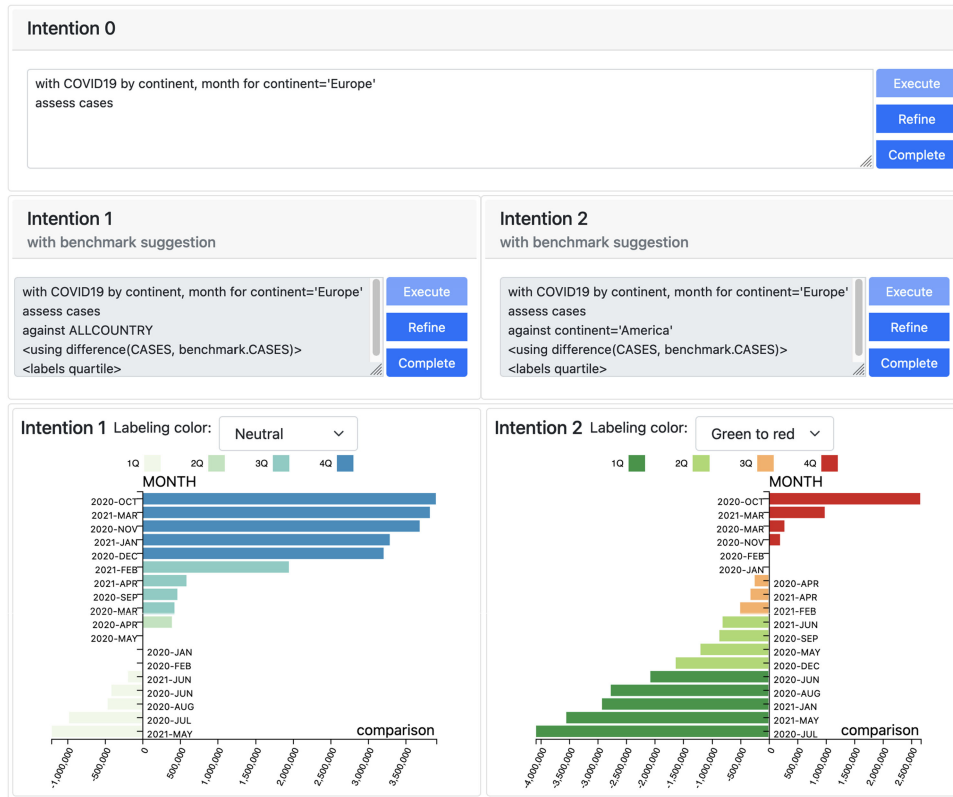 Intention 0
with COVID19 by continent, month for continent='Europe'
assess cases
Execute
Refine
Complete
Intention 1
with benchmark suggestion
with COVID19 by continent, month for continent='Europe'
assess cases
against ALLCOUNTRY
<using difference(CASES, benchmark.CASES)>
<labels quartile>
Execute
Refine
Complete
Intention 2
with benchmark suggestion
with COVID19 by continent, month for continent='Europe'
assess cases
against continent='America'
<using difference(CASES, benchmark.CASES)>
<labels quartile>
Execute
Refine
Complete
Intention 1 Labeling color: Neutral
1Q 2Q 3Q 4Q
MONTH
2020-OCT
2021-MAR
2020-NOV
2021-JAN
2020-DEC
2021-FEB
2021-APR
2020-SEP
2020-MAR
2020-APR
2020-MAY
2020-JAN
2020-FEB
2021-JUN
2020-JUN
2020-AUG
2020-JUL
2021-MAY
comparison
-1,000,000
-500,000
0
500,000
1,000,000
1,500,000
2,000,000
2,500,000
3,000,000
3,500,000
Intention 2 Labeling color: Green to red
1Q 2Q 3Q 4Q
MONTH
2020-OCT
2021-MAR
2020-MAR
2020-NOV
2020-FEB
2020-JAN
2020-APR
2021-APR
2021-FEB
2021-JUN
2020-SEP
2020-MAY
2020-DEC
2020-JUN
2020-AUG
2021-JAN
2021-MAY
2020-JUL
comparison
-4,000,000
-3,500,000
-3,000,000
-2,500,000
-2,000,000
-1,500,000
-1,000,000
-500,000
0
500,000
1,000,000
1,500,000
2,000,000
2,500,000